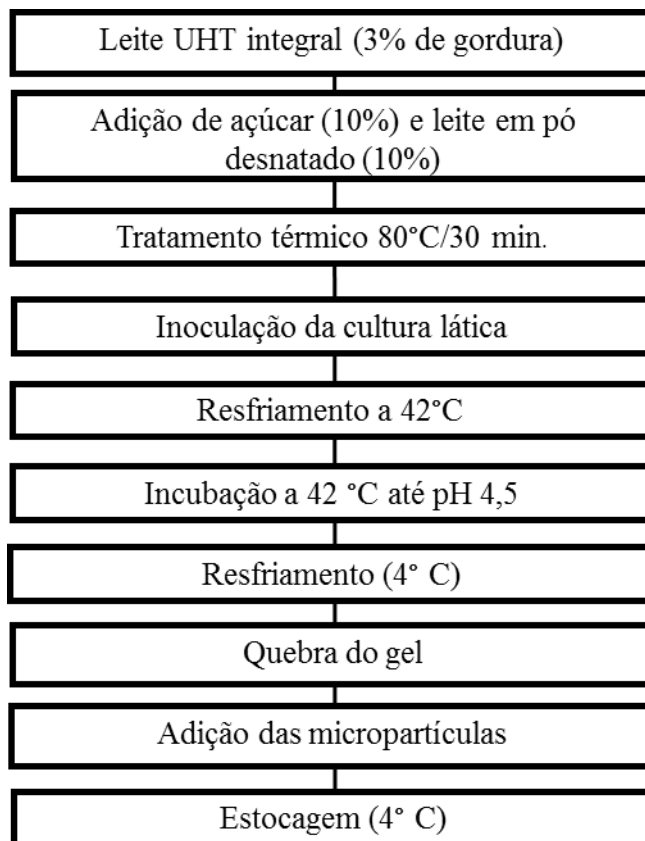 Leite UHT integral (3% de gordura)
Adição de açúcar (10%) e leite em pó
desnatado (10%)
Tratamento térmico 80°C/30 min.
Inoculação da cultura lática
Resfriamento a 42°C
Incubação a 42 °C até pH 4,5
Resfriamento (4° C)
Quebra do gel
Adição das micropartículas
Estocagem (4° C)